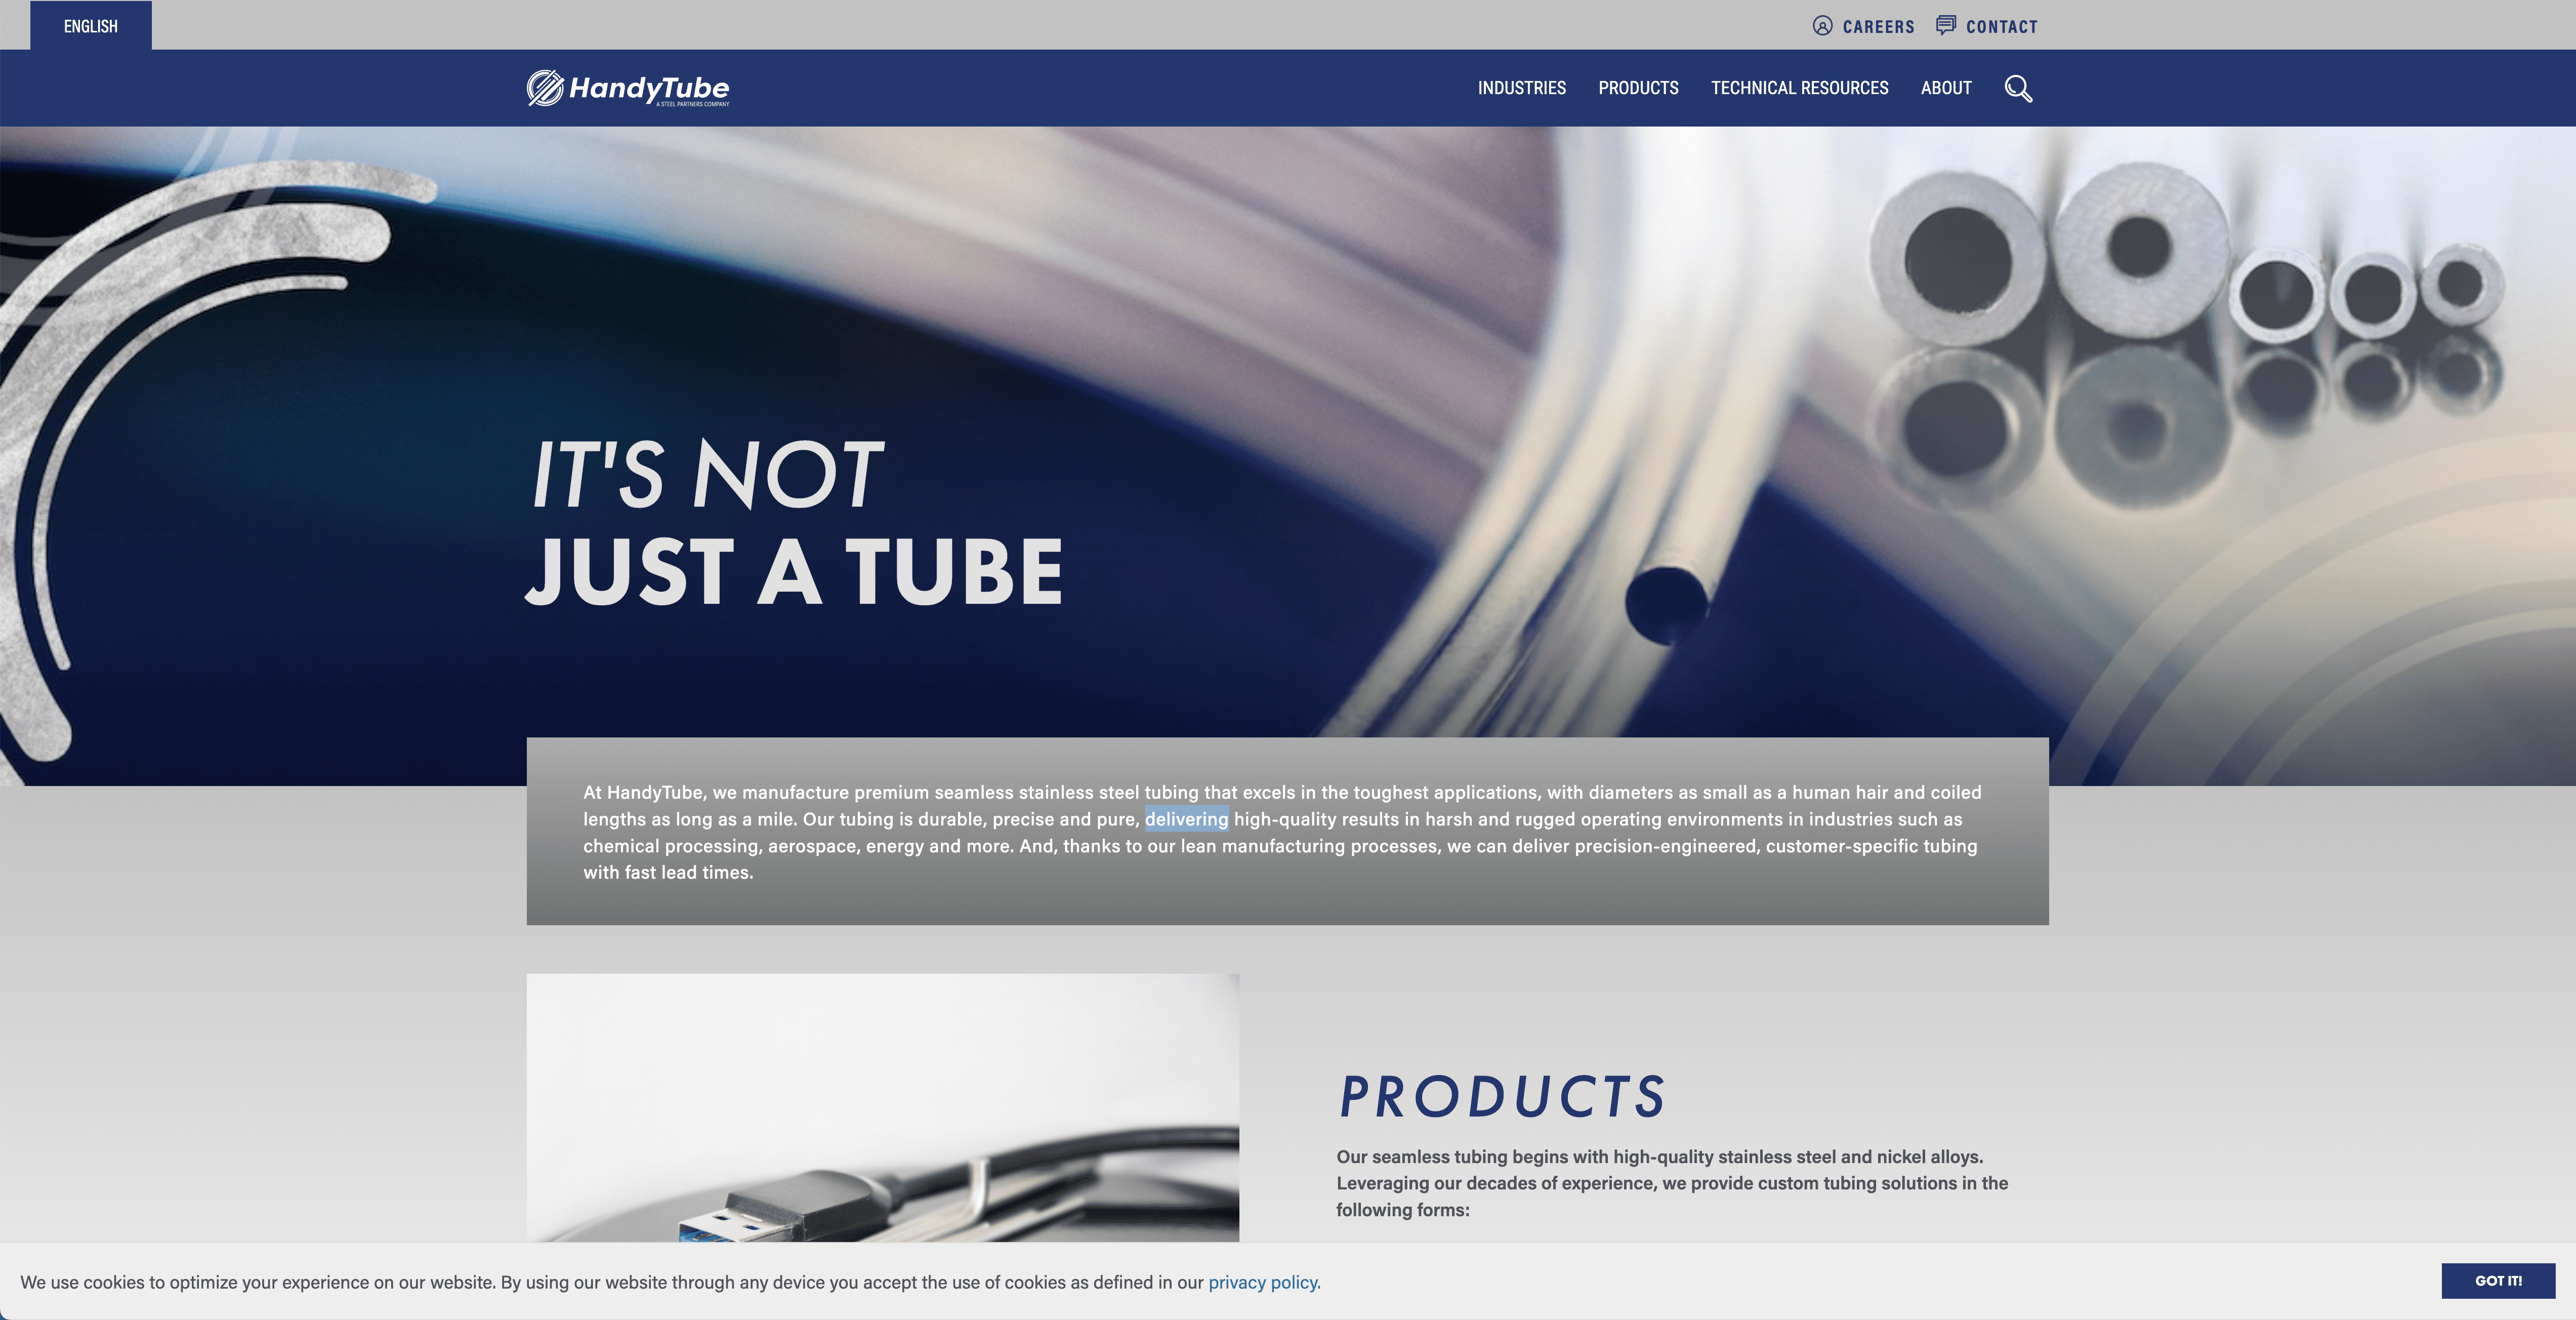 ENGLISH
CAREERS
CONTACT
HandyTube
A STEEL PARTNERS COMPANY
INDUSTRIES
PRODUCTS
TECHNICAL RESOURCES
ABOUT
IT'S NOT
JUST A TUBE
At HandyTube, we manufacture premium seamless stainless steel tubing that excels in the toughest applications, with diameters as small as a human hair and coiled
lengths as long as a mile. Our tubing is durable, precise and pure, delivering high-quality results in harsh and rugged operating environments in industries such as
chemical processing, aerospace, energy and more. And, thanks to our lean manufacturing processes, we can deliver precision-engineered, customer-specific tubing
with fast lead times.
PRODUCTS
Our seamless tubing begins with high-quality stainless steel and nickel alloys.
Leveraging our decades of experience, we provide custom tubing solutions in the
following forms:
We use cookies to optimize your experience on our website. By using our website through any device you accept the use of cookies as defined in our privacy policy.
GOT IT!